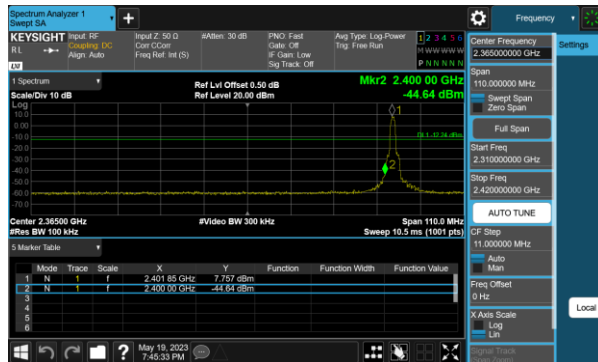 Spectrum Analyzer 1
Swept SA
+
Frequency
KEYSIGHT
RL
Input: RF
Coupling: DC
Align: Auto
Input Z: 50 Ω
Corr CCorr
Freq Ref: Int (S)
#Atten: 30 dB
PNO: Fast
Gate: Off
IF Gain: Low
Sig Track: Off
Avg Type: Log-Power
Trig: Free Run
1 2 3 4 5 6
M W W W W W
P N N N N N
1 Spectrum
Scale/Div 10 dB
Ref Lvl Offset 0.50 dB
Ref Level 20.00 dBm
Mkr2 2.400 00 GHz
-44.64 dBm
Log
10.0
0.00
-10.0
-20.0
-30.0
-40.0
-50.0
-60.0
-70.0
1
DL1 -12.24 dBm
2
Center 2.36500 GHz
#Res BW 100 kHz
#Video BW 300 kHz
Span 110.0 MHz
Sweep 10.5 ms (1001 pts)
5 Marker Table
Mode Trace Scale X Y Function Function Width Function Value
1 N 1 f 2.401 85 GHz 7.757 dBm
2 N 1 f 2.400 00 GHz -44.64 dBm
3
4
5
6
May 19, 2023
7:45:33 PM
Center Frequency
2.365000000 GHz
Settings
Span
110.000000 MHz
Swept Span
Zero Span
Full Span
Start Freq
2.310000000 GHz
Stop Freq
2.420000000 GHz
AUTO TUNE
CF Step
11.000000 MHz
Auto
Man
Freq Offset
0 Hz
X Axis Scale
Log
Lin
Local
Signal Track